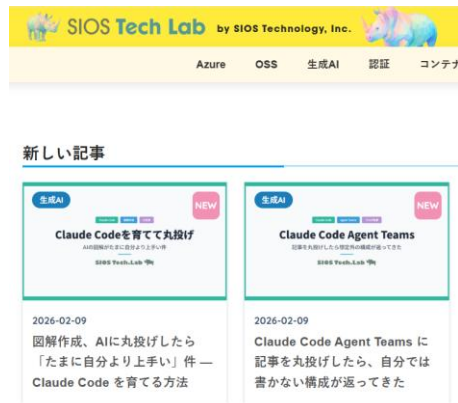 SIOS Tech Lab by SIOS Technology, Inc.
Azure OSS 生成AI 認証 コンテナ
新しい記事
生成AI
NEW
Claude Codeを育てて丸投げ
AIの図解がたまに自分より上手い件
SIOS Tech.Lab
2026-02-09
図解作成、AIに丸投げしたら
「たまに自分より上手い」件 —
Claude Code を育てる方法
生成AI
NEW
Claude Code Agent Teams
記事を丸投げしたら想定外の構成が返ってきた
SIOS Tech.Lab
2026-02-09
Claude Code Agent Teams に
記事を丸投げしたら、自分では
書かない構成が返ってきた